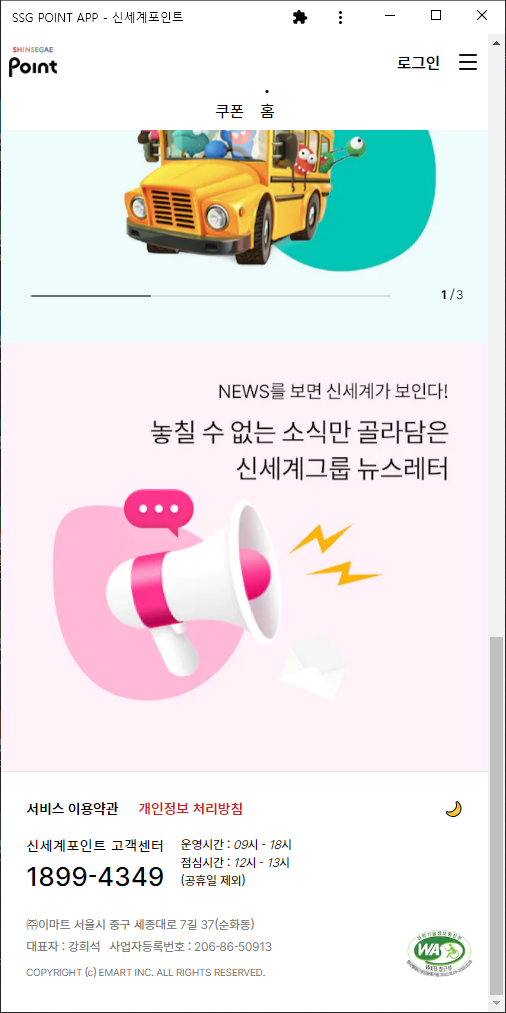 SSG POINT APP - 신세계포인트
SHINSEGAE
Point
로그인
쿠폰 홈
1 / 3
NEWS를 보면 신세계가 보인다!
놓칠 수 없는 소식만 골라담은
신세계그룹 뉴스레터
서비스 이용약관 개인정보 처리방침
신세계포인트 고객센터
1899-4349
운영시간 : 09시 - 18시
점심시간 : 12시 - 13시
(공휴일 제외)
㈜이마트 서울시 중구 세종대로 7길 37(순화동)
대표자 : 강희석 사업자등록번호 : 206-86-50913
COPYRIGHT (c) EMART INC. ALL RIGHTS RESERVED.
WA
WEB 접근성